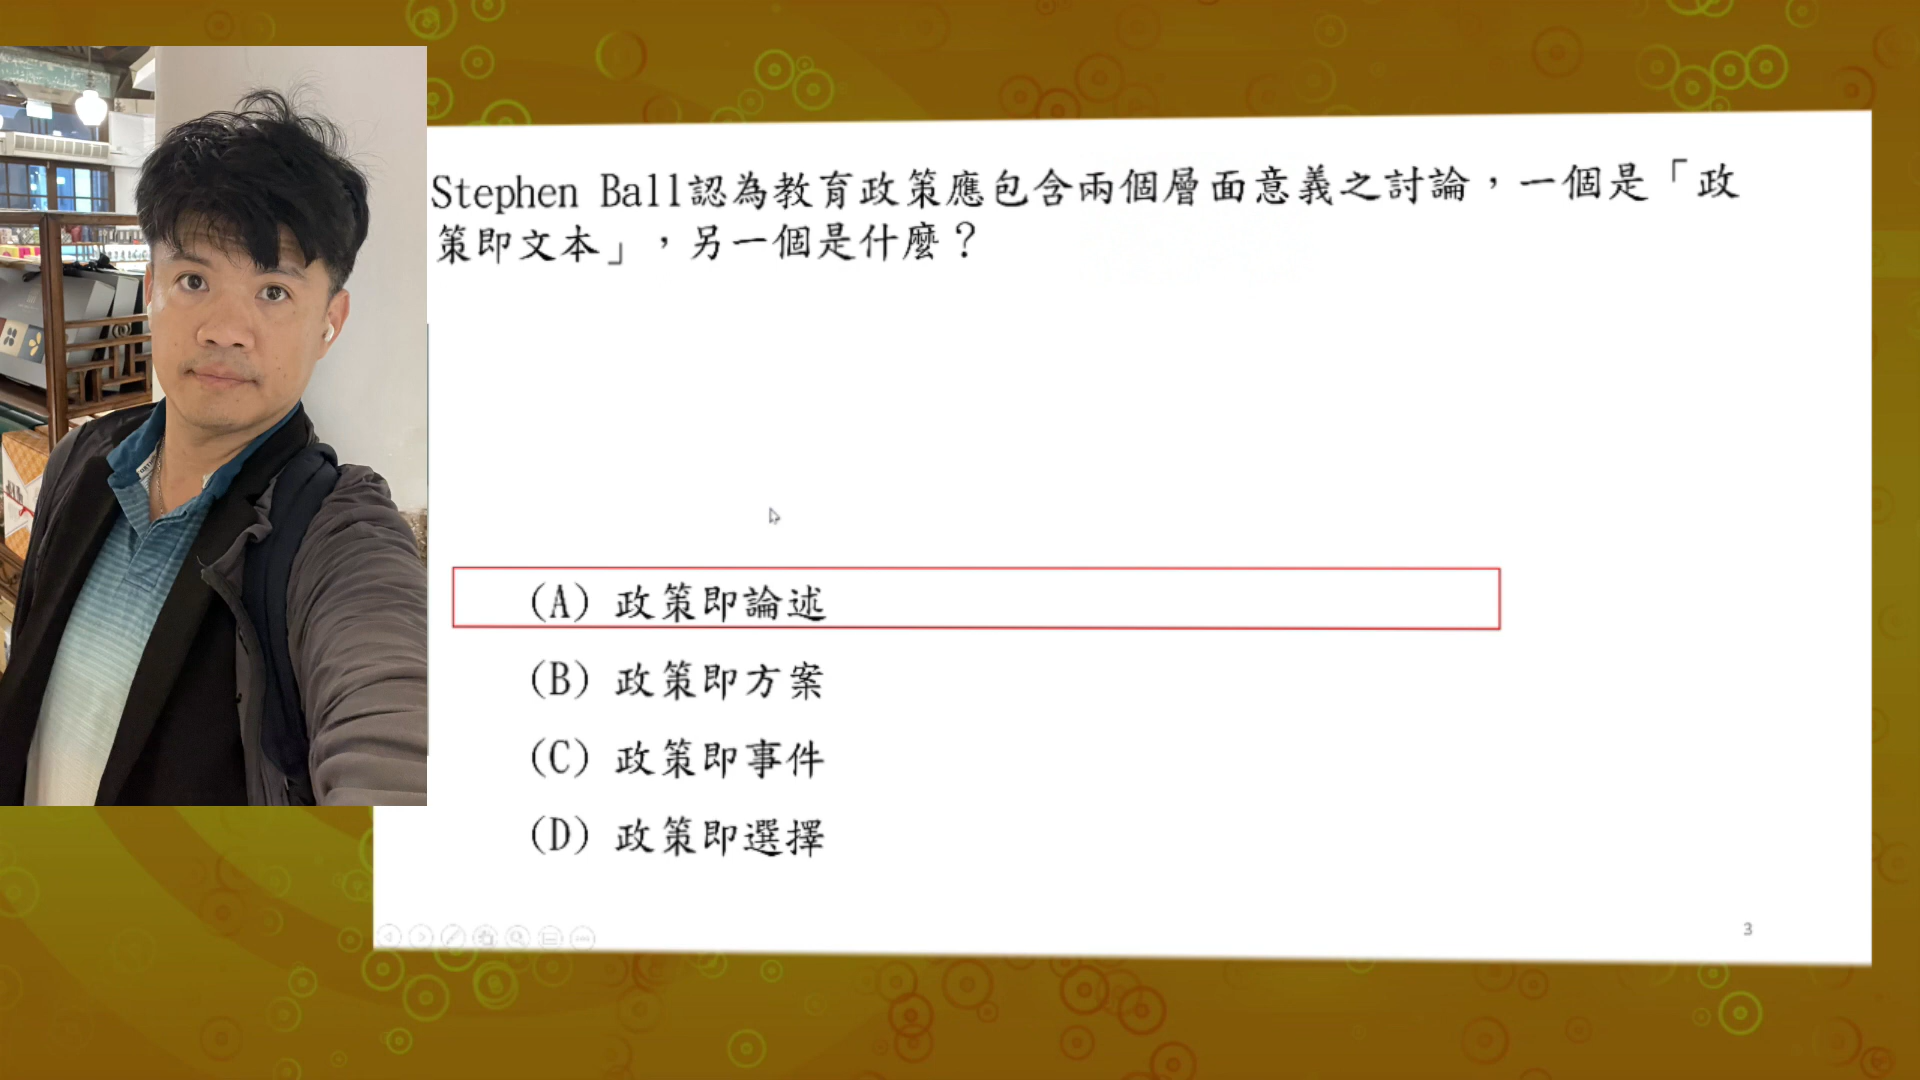 Stephen Ball認為教育政策應包含兩個層面意義之討論，一個是「政
策即文本」，另一個是什麼？
(A) 政策即論述
(B) 政策即方案
(C) 政策即事件
(D) 政策即選擇
3